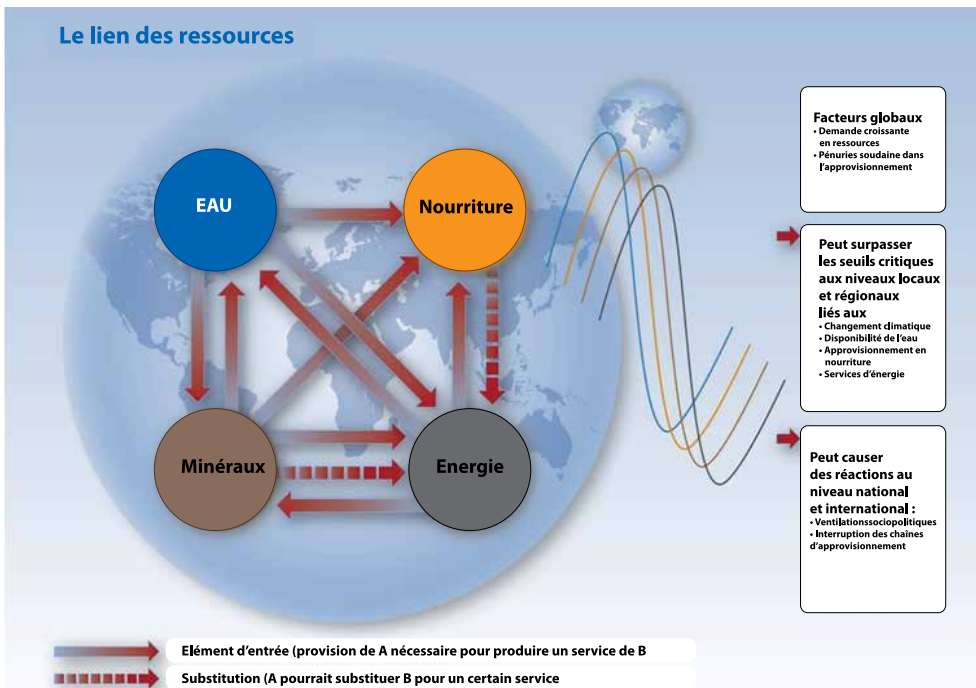 Le lien des ressources
EAU
Nourriture
Minéraux
Energie
Facteurs globaux
• Demande croissante
en ressources
• Pénuries soudaine dans
l'approvisionnement
Peut surpasser
les seuils critiques
aux niveaux locaux
et régionaux
liés aux
• Changement climatique
• Disponibilité de l'eau
• Approvisionnement en
nourriture
• Services d'énergie
Peut causer
des réactions au
niveau national
et international :
• Ventilationssociopolitiques
• Interruption des chaînes
d'approvisionnement
Elément d'entrée (provision de A nécessaire pour produire un service de B
Substitution (A pourrait substituer B pour un certain service